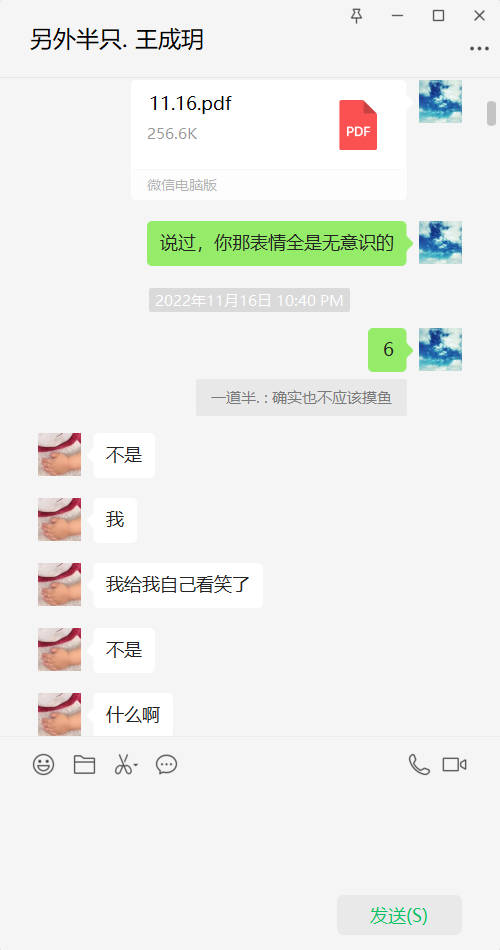 另外半只. 王成玥
11.16.pdf
256.6K
PDF
微信电脑版
说过，你那表情全是无意识的
2022年11月16日 10:40 PM
6
一道半. : 确实也不应该摸鱼
不是
我
我给我自己看笑了
不是
什么啊
发送(S)